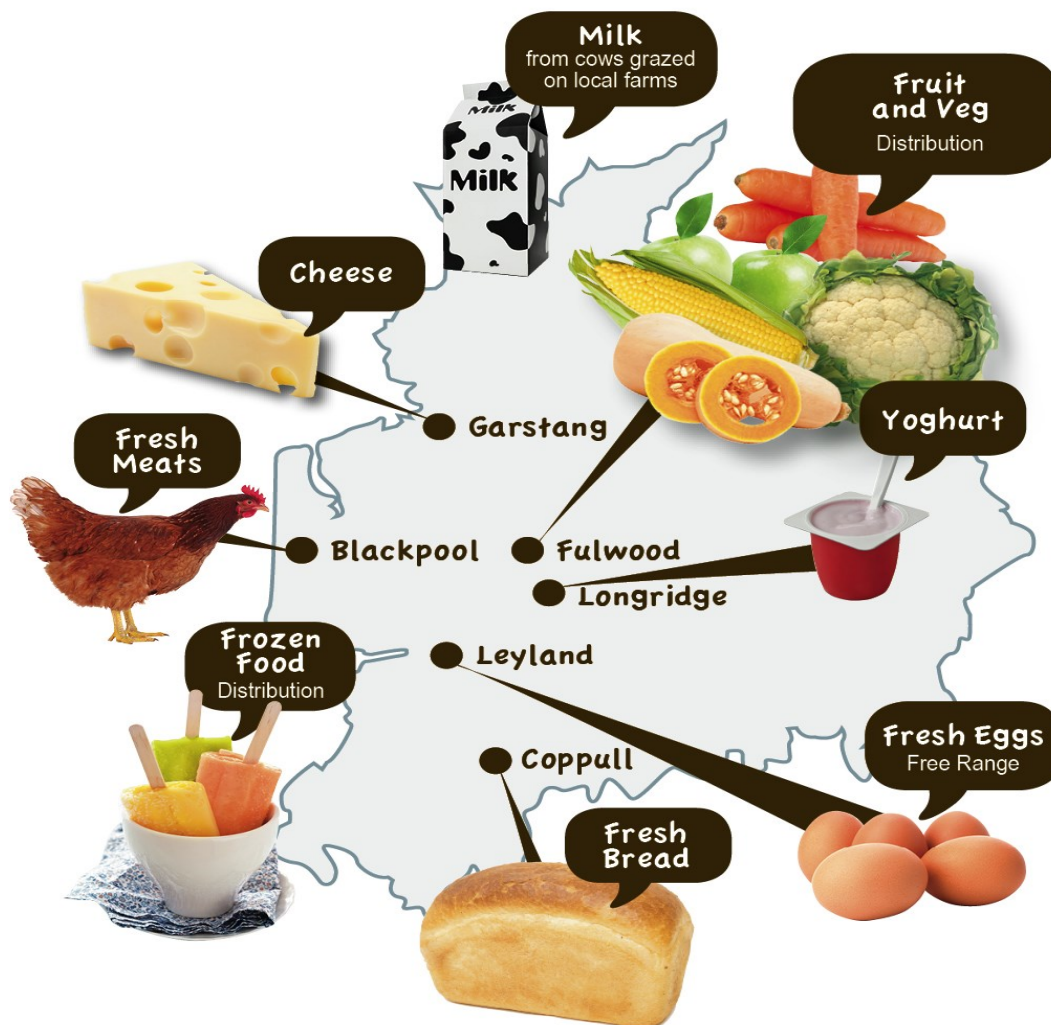 Milk
from cows grazed
on local farms
Fruit
and Veg
Distribution
Milk
Milk
Cheese
Garstang
Yoghurt
Fresh
Meats
Blackpool
Fulwood
Longridge
Frozen
Food
Distribution
Leyland
Fresh Eggs
Free Range
Coppull
Fresh
Bread